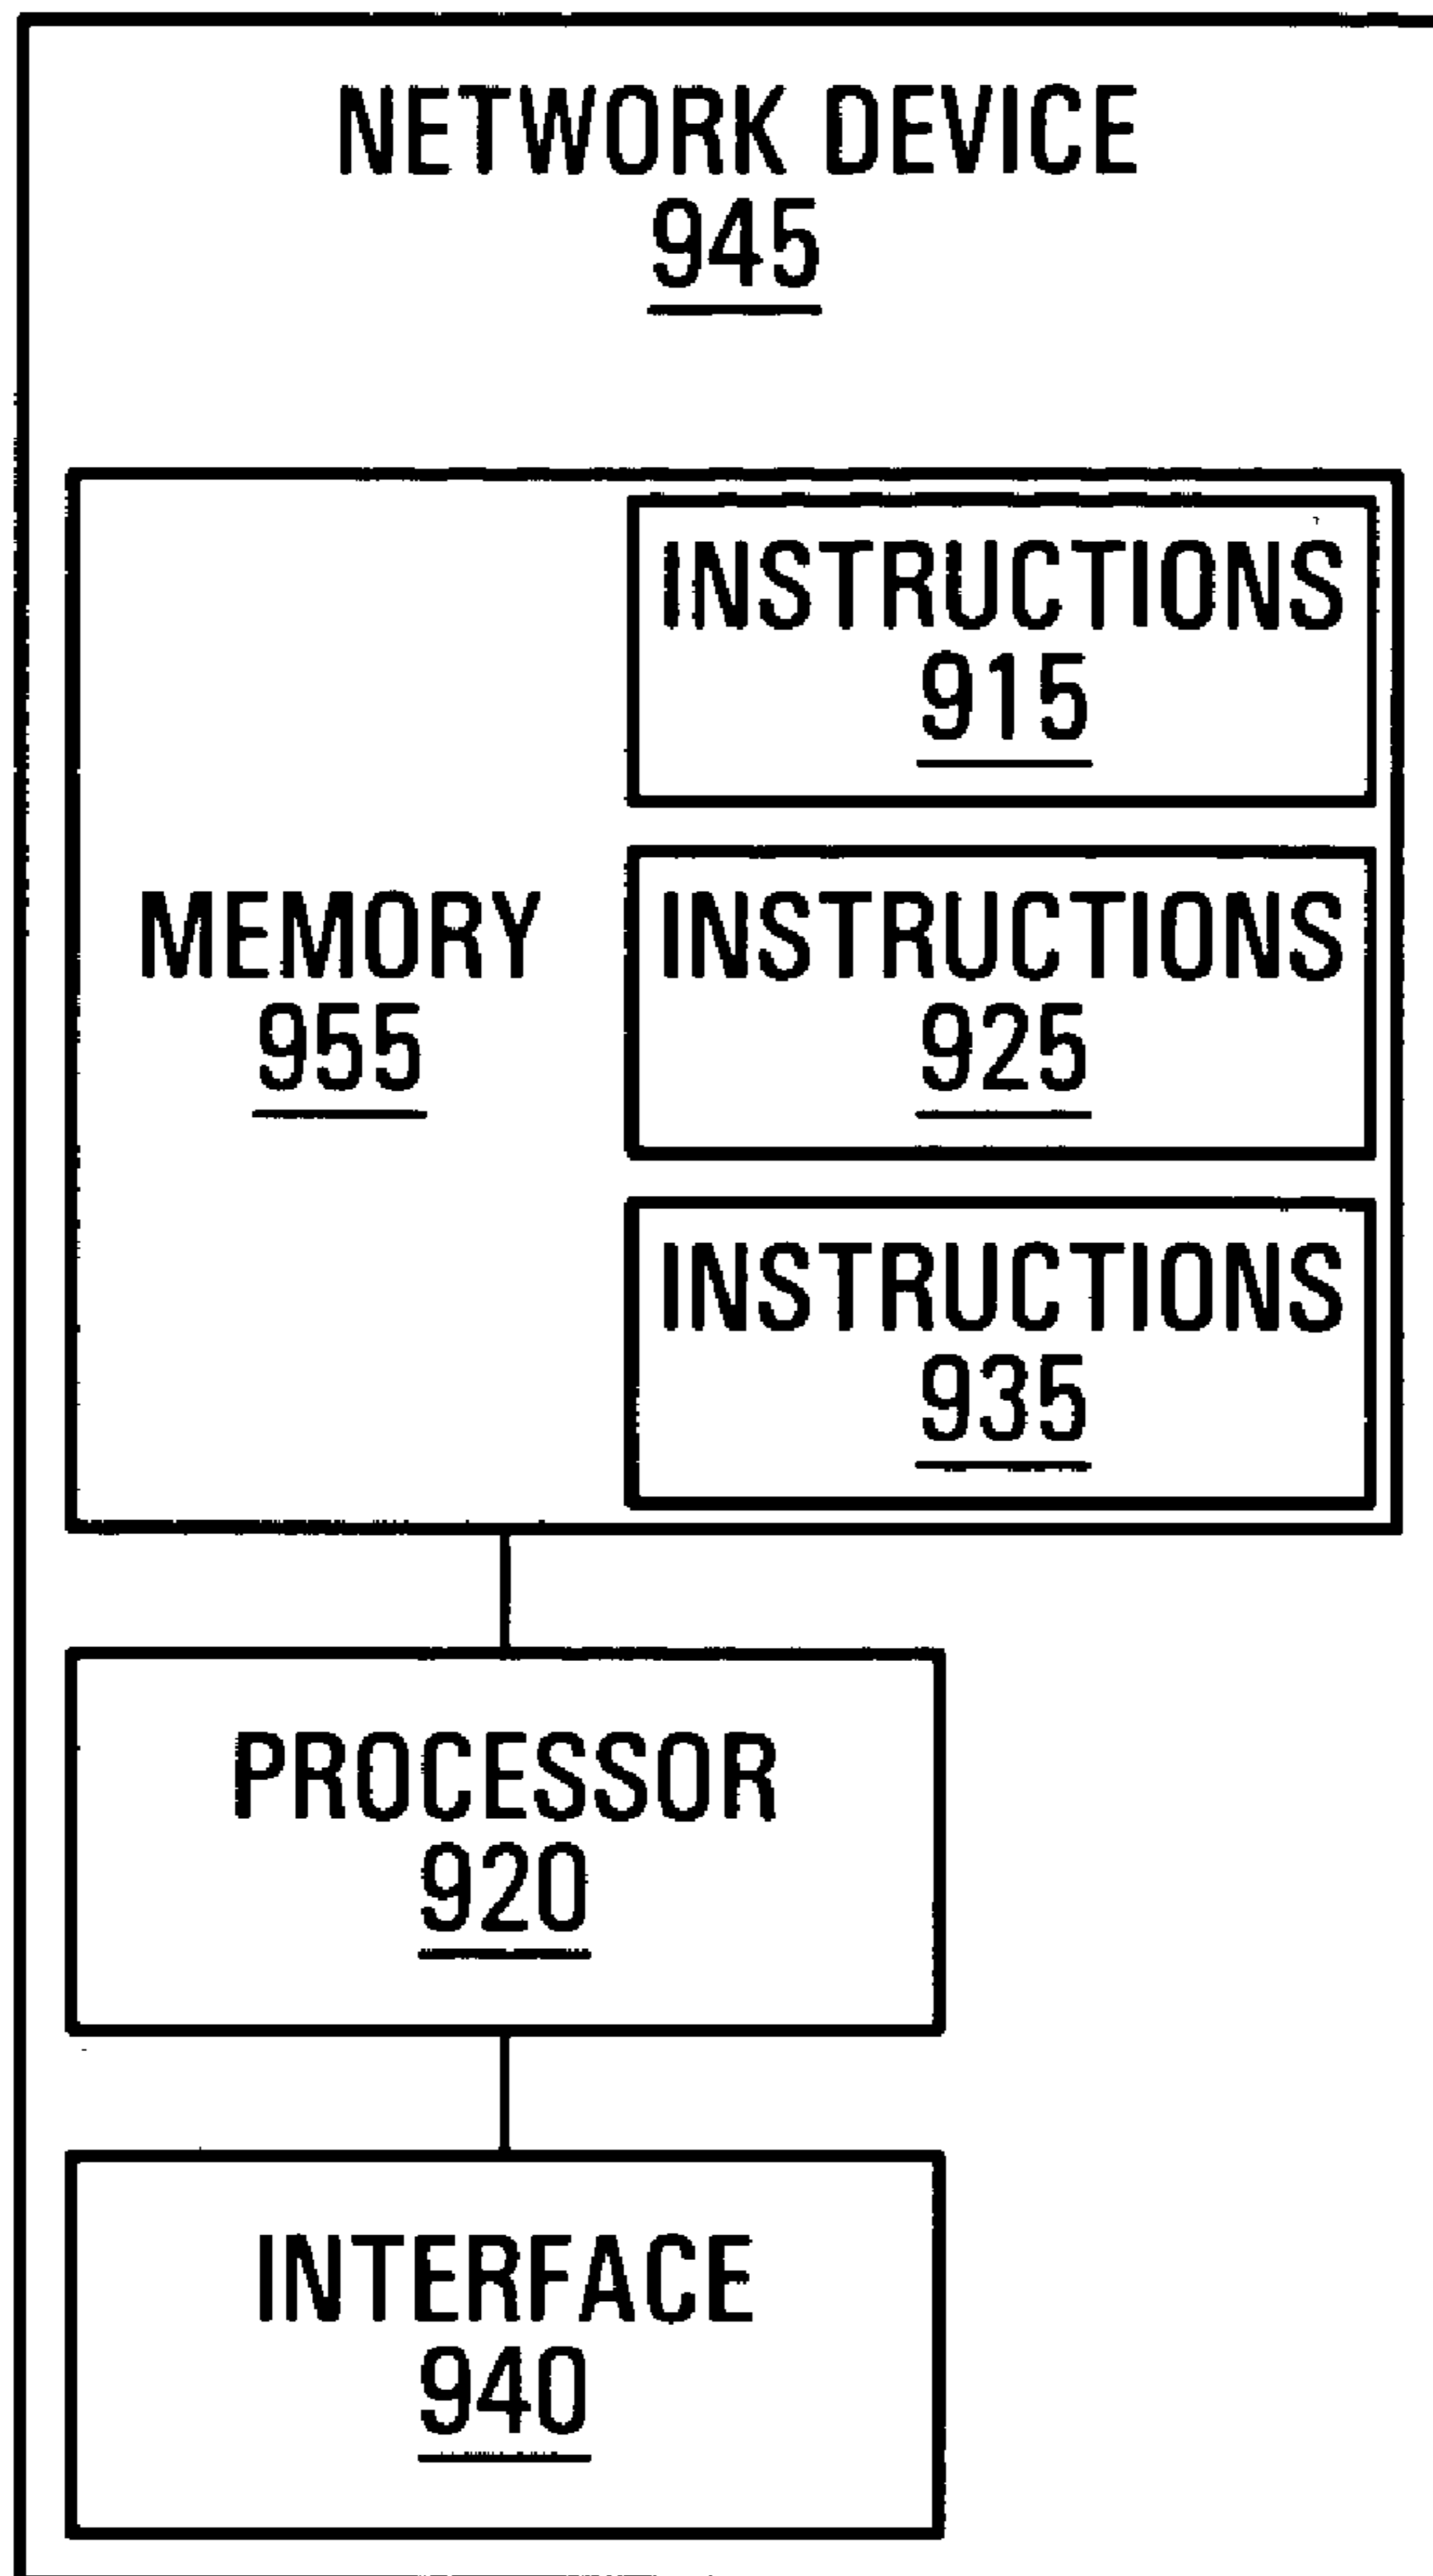 NETWORK DEVICE
945
INSTRUCTIONS
915
MEMORY
955
INSTRUCTIONS
925
INSTRUCTIONS
935
PROCESSOR
920
INTERFACE
940